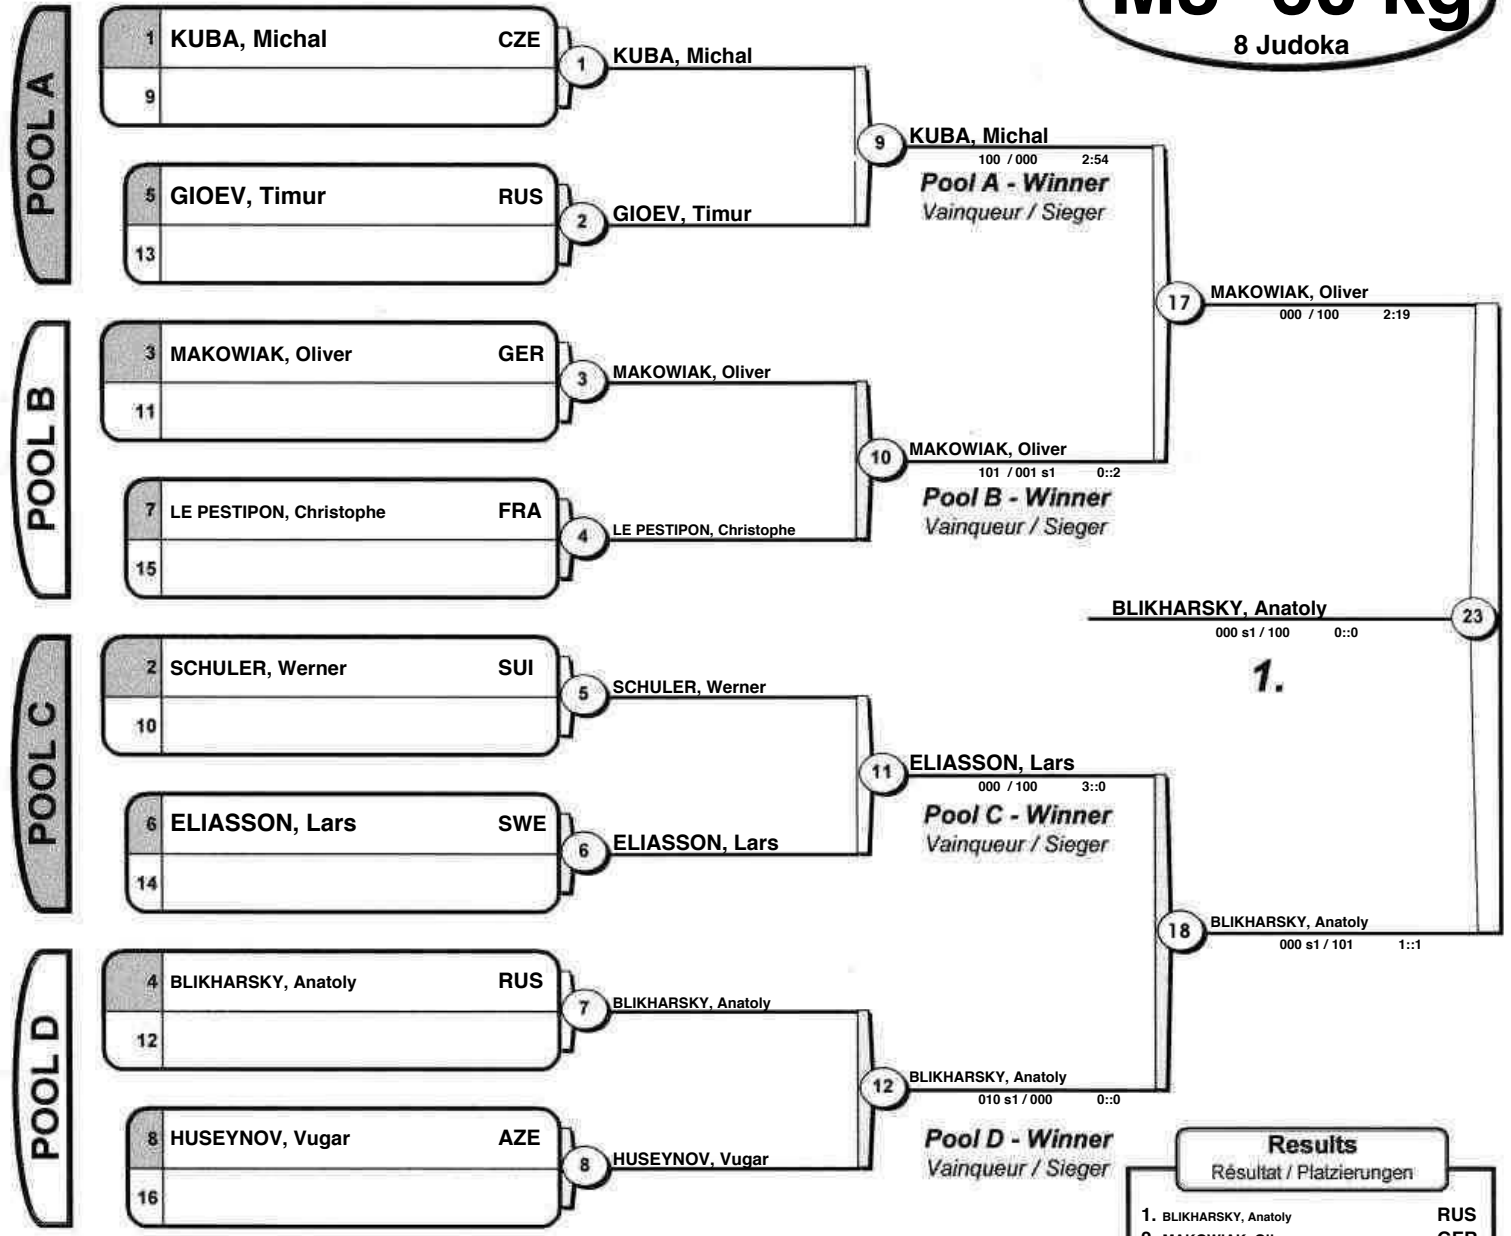 8 Judoka
POOL A
1 KUBA, Michal CZE
9
5 GIOEV, Timur RUS
13
1 KUBA, Michal
2 GIOEV, Timur
9 KUBA, Michal
100 / 000 2:54
Pool A - Winner
Vainqueur / Sieger
POOL B
3 MAKOWIAK, Oliver GER
11
7 LE PESTIPON, Christophe FRA
15
3 MAKOWIAK, Oliver
4 LE PESTIPON, Christophe
10 MAKOWIAK, Oliver
101 / 001 s1 0::2
Pool B - Winner
Vainqueur / Sieger
17 MAKOWIAK, Oliver
000 / 100 2:19
BLIKHARSKY, Anatoly 23
000 s1 / 100 0::0
1.
POOL C
2 SCHULER, Werner SUI
10
6 ELIASSON, Lars SWE
14
5 SCHULER, Werner
6 ELIASSON, Lars
11 ELIASSON, Lars
000 / 100 3::0
Pool C - Winner
Vainqueur / Sieger
18 BLIKHARSKY, Anatoly
000 s1 / 101 1::1
POOL D
4 BLIKHARSKY, Anatoly RUS
12
8 HUSEYNOV, Vugar AZE
16
7 BLIKHARSKY, Anatoly
8 HUSEYNOV, Vugar
12 BLIKHARSKY, Anatoly
010 s1 / 000 0::0
Pool D - Winner
Vainqueur / Sieger
Results
Résultat / Platzierungen
1. BLIKHARSKY, Anatoly RUS